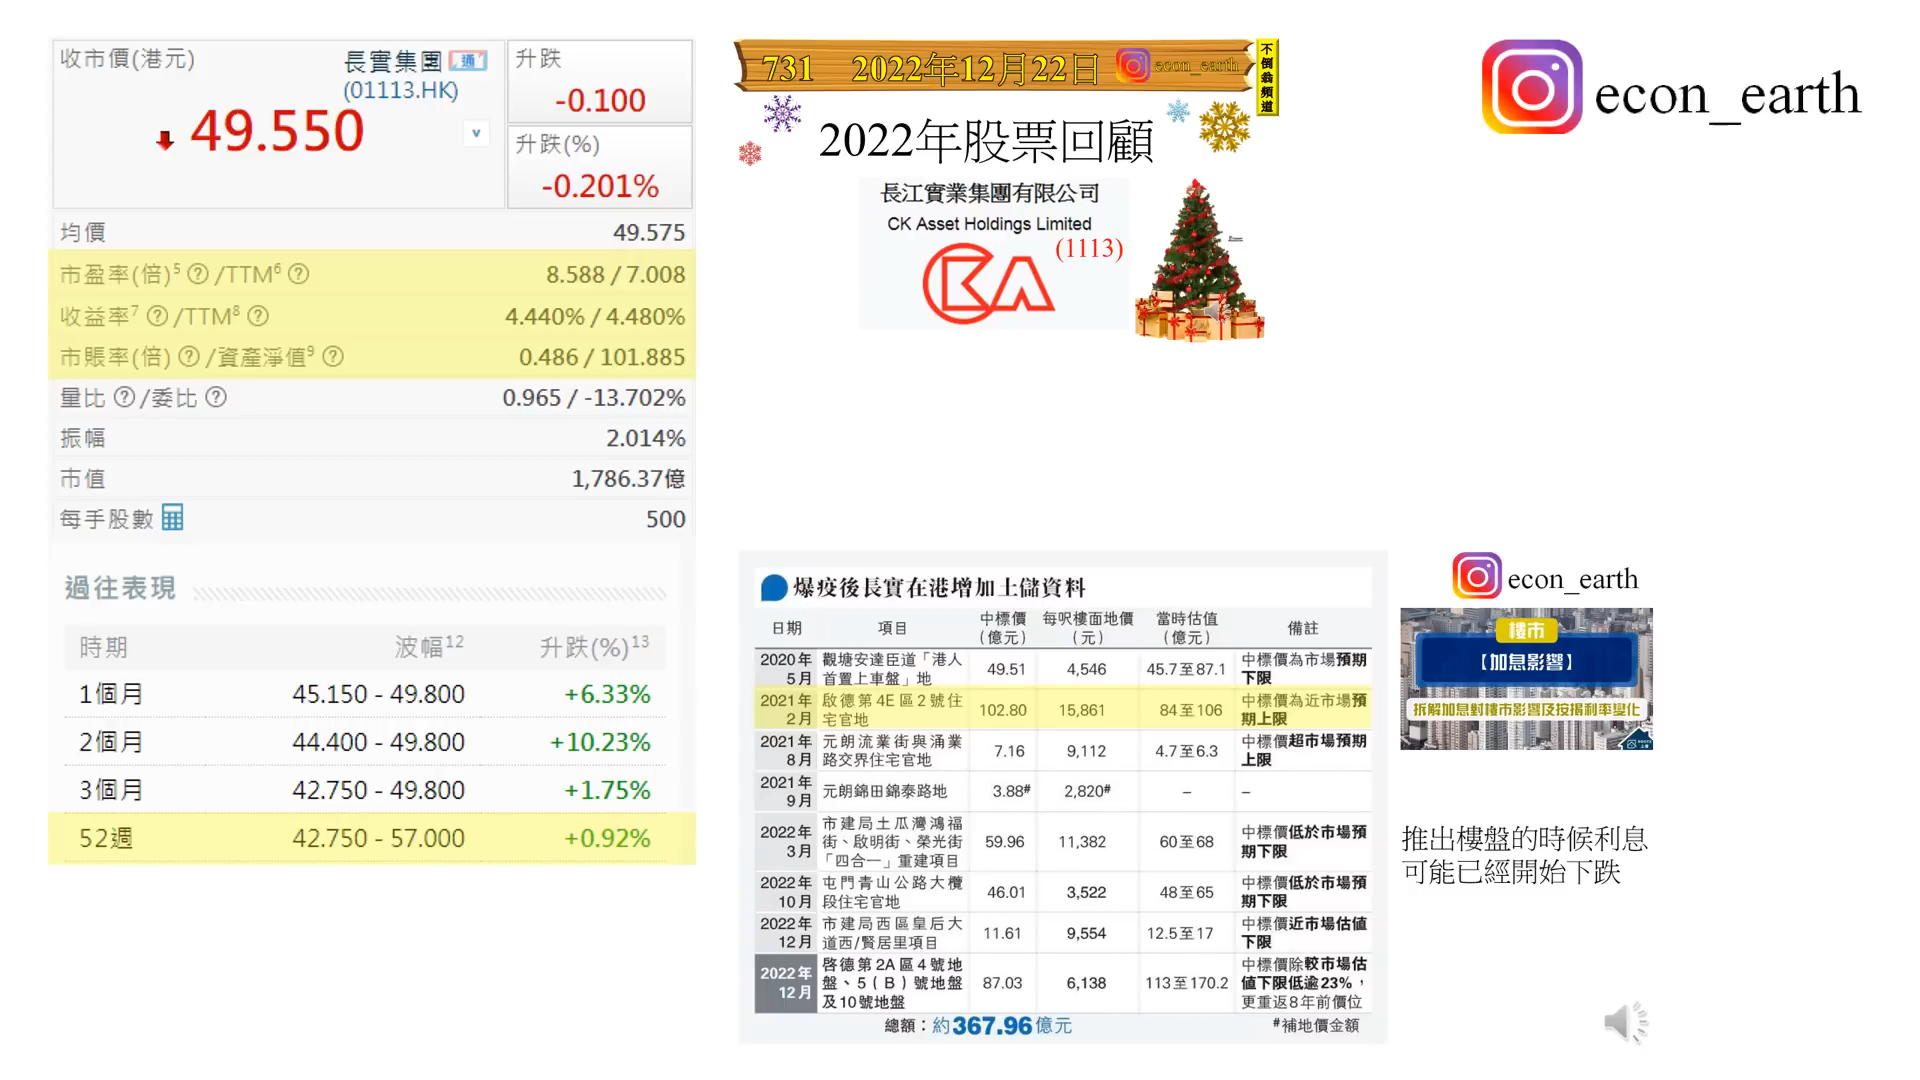 收市價(港元)
長實集團 通
(01113.HK)
49.550
升跌
-0.100
升跌(%)
-0.201%
均價 49.575
市盈率(倍)5 ? /TTM6 ? 8.588 / 7.008
收益率7 ? /TTM8 ? 4.440% / 4.480%
市賬率(倍) ? /資產淨值9 ? 0.486 / 101.885
量比 ? /委比 ? 0.965 / -13.702%
振幅 2.014%
市值 1,786.37億
每手股數 500
過往表現
時期 波幅12 升跌(%)13
1個月 45.150 - 49.800 +6.33%
2個月 44.400 - 49.800 +10.23%
3個月 42.750 - 49.800 +1.75%
52週 42.750 - 57.000 +0.92%
731 2022年12月22日 econ_earth
不倒翁頻道
2022年股票回顧
長江實業集團有限公司
CK Asset Holdings Limited
(1113)
econ_earth
爆疫後長實在港增加土儲資料
日期 項目 中標價(億元) 每呎樓面地價(元) 當時估值(億元) 備註
2020年5月 觀塘安達臣道「港人首置上車盤」地 49.51 4,546 45.7至87.1 中標價為市場預期下限
2021年2月 啟德第4E區2號住宅官地 102.80 15,861 84至106 中標價為近市場預期上限
2021年8月 元朗流業街與涌業路交界住宅官地 7.16 9,112 4.7至6.3 中標價超市場預期上限
2021年9月 元朗錦田錦泰路地 3.88# 2,820# – –
2022年3月 市建局土瓜灣鴻福街、啟明街、榮光街「四合一」重建項目 59.96 11,382 60至68 中標價低於市場預期下限
2022年10月 屯門青山公路大欖段住宅官地 46.01 3,522 48至65 中標價低於市場預期下限
2022年12月 市建局西區皇后大道西/賢居里項目 11.61 9,554 12.5至17 中標價近市場估值下限
2022年12月 啓德第2A區4號地盤、5(B)號地盤及10號地盤 87.03 6,138 113至170.2 中標價除較市場估值下限低逾23%，更重返8年前價位
總額：約367.96億元 #補地價金額
econ_earth
樓市
【加息影響】
拆解加息對樓市影響及按揭利率變化
推出樓盤的時候利息
可能已經開始下跌